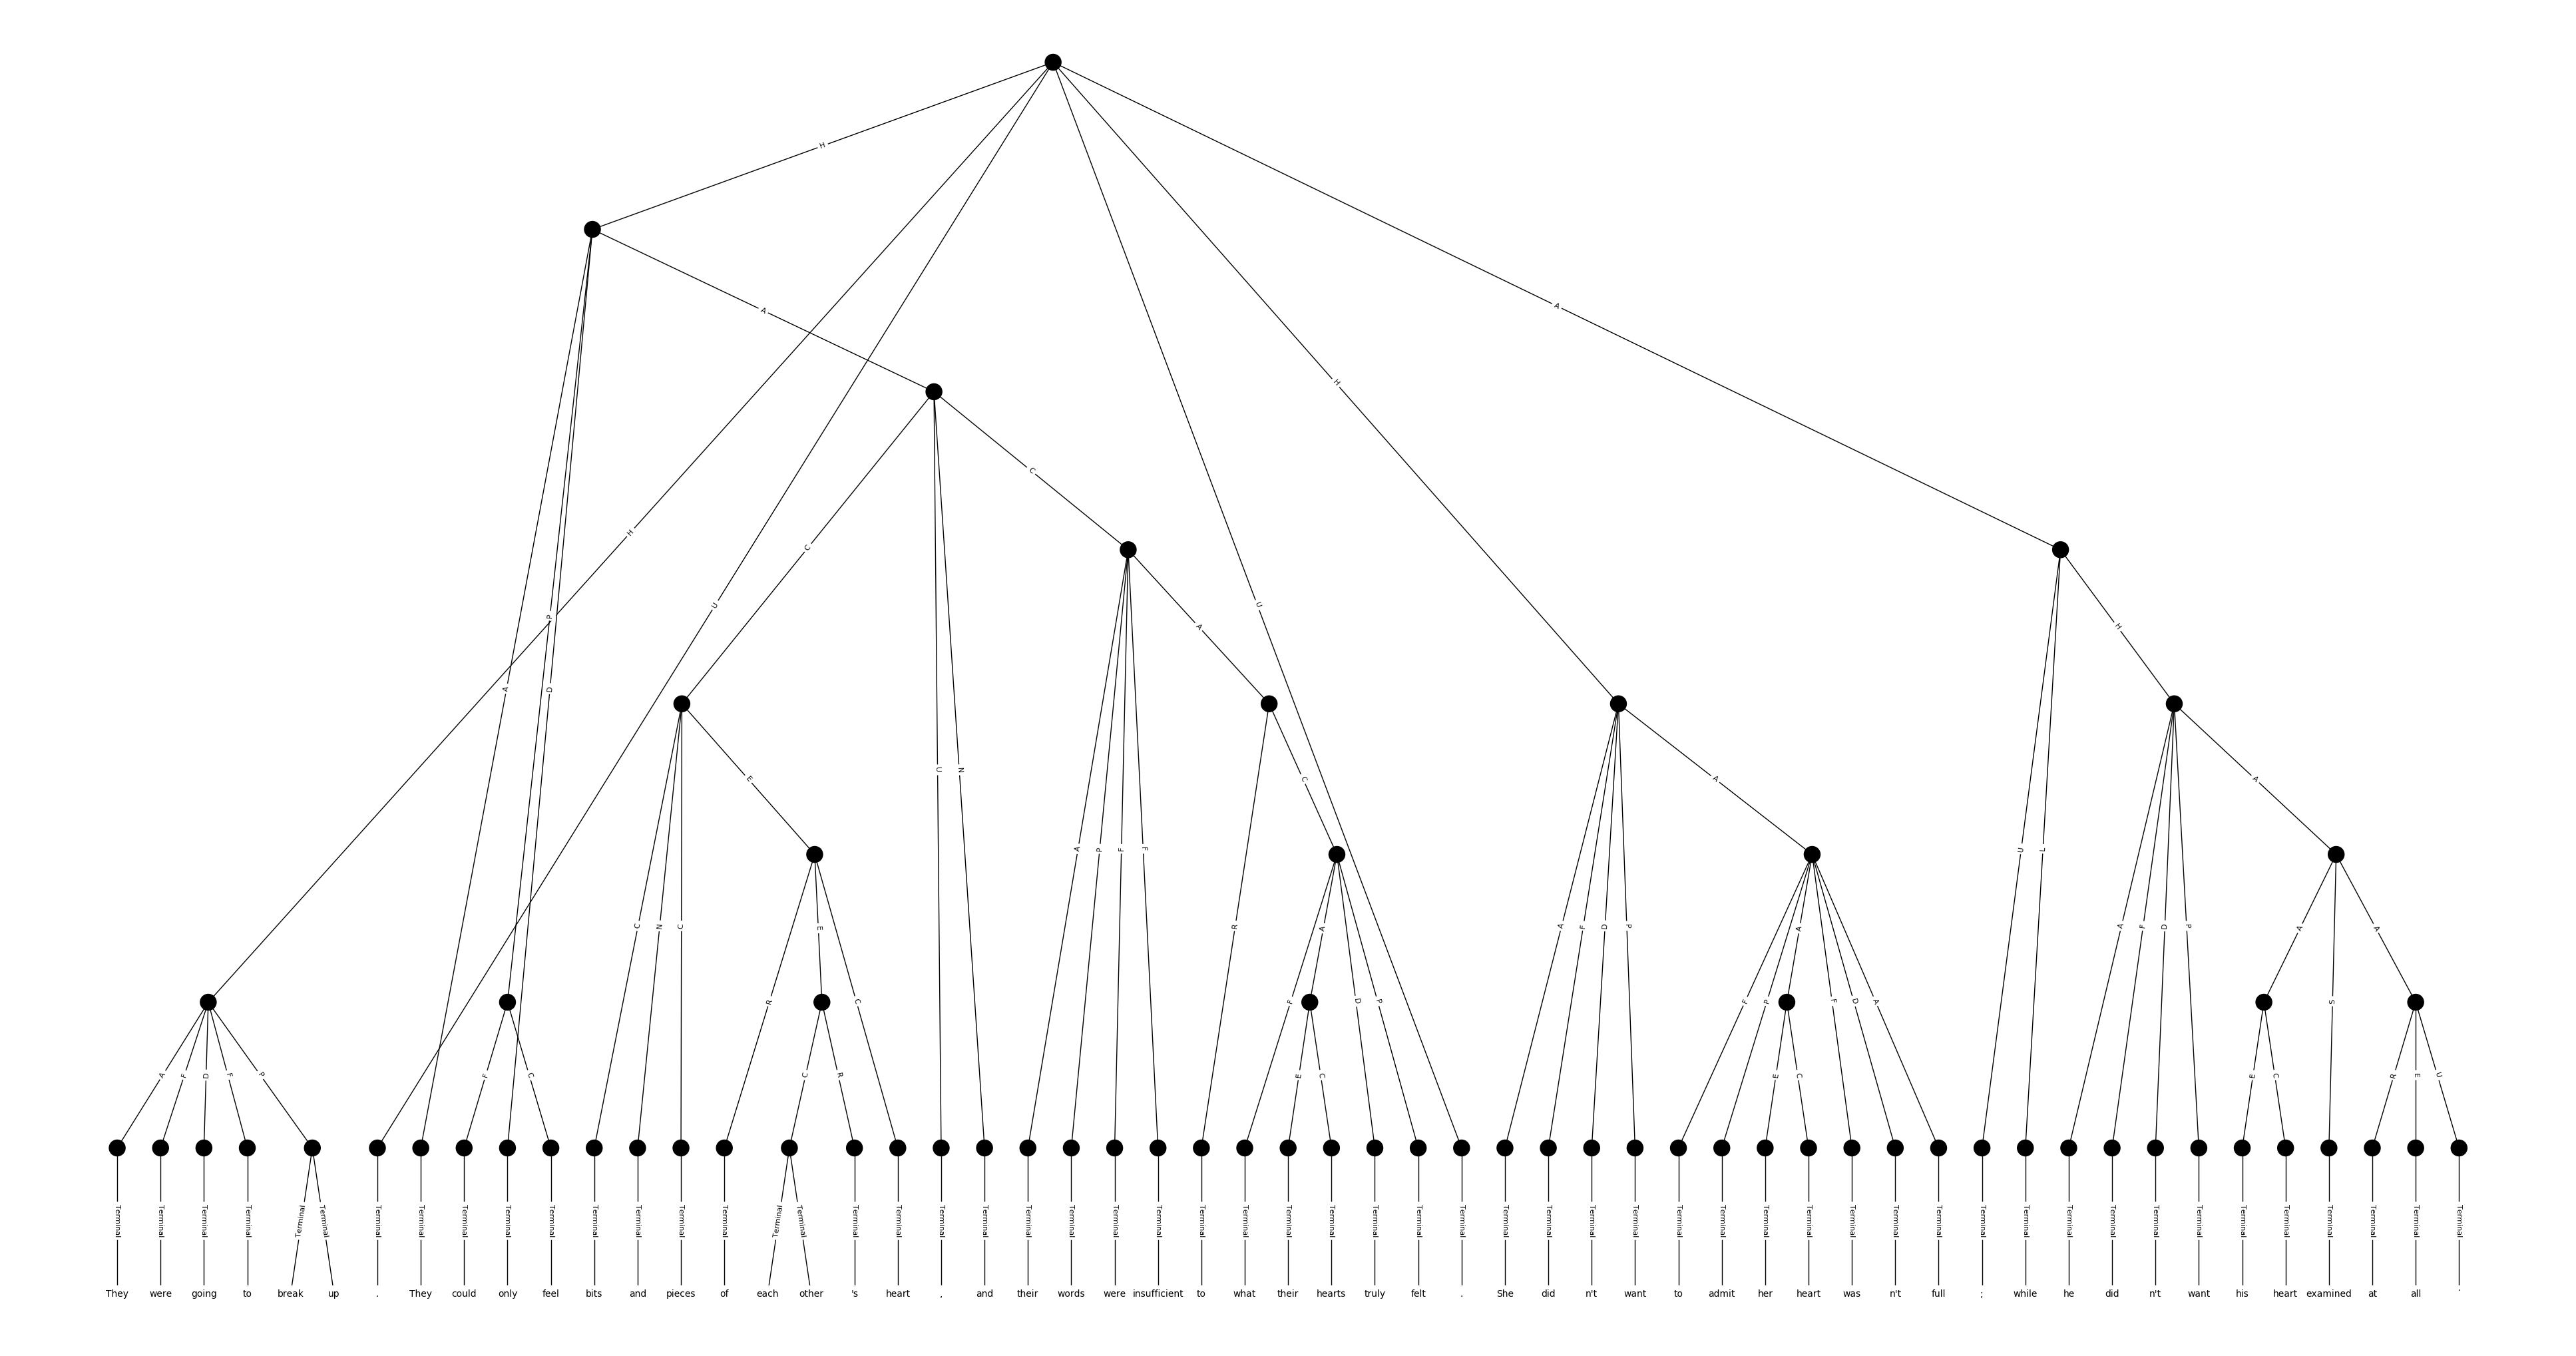 H
A A
H
C
H C
U U P A H
A D
U N E C A A
A P F F U L
C N C E R A A F D P A A F D P A A
R C F D P F P F D A S
A F D F P F C C R E C E C E C R E U
Terminal Terminal Terminal Terminal Terminal Terminal Terminal Terminal Terminal Terminal Terminal Terminal Terminal Terminal Terminal Terminal Terminal Terminal Terminal Terminal Terminal Terminal Terminal Terminal Terminal Terminal Terminal Terminal Terminal Terminal Terminal Terminal Terminal Terminal Terminal Terminal Terminal Terminal Terminal Terminal Terminal Terminal Terminal Terminal Terminal Terminal Terminal Terminal Terminal Terminal Terminal Terminal Terminal Terminal Terminal
They were going to break up . They could only feel bits and pieces of each other 's heart , and their words were insufficient to what their hearts truly felt . She did n't want to admit her heart was n't full ; while he did n't want his heart examined at all .